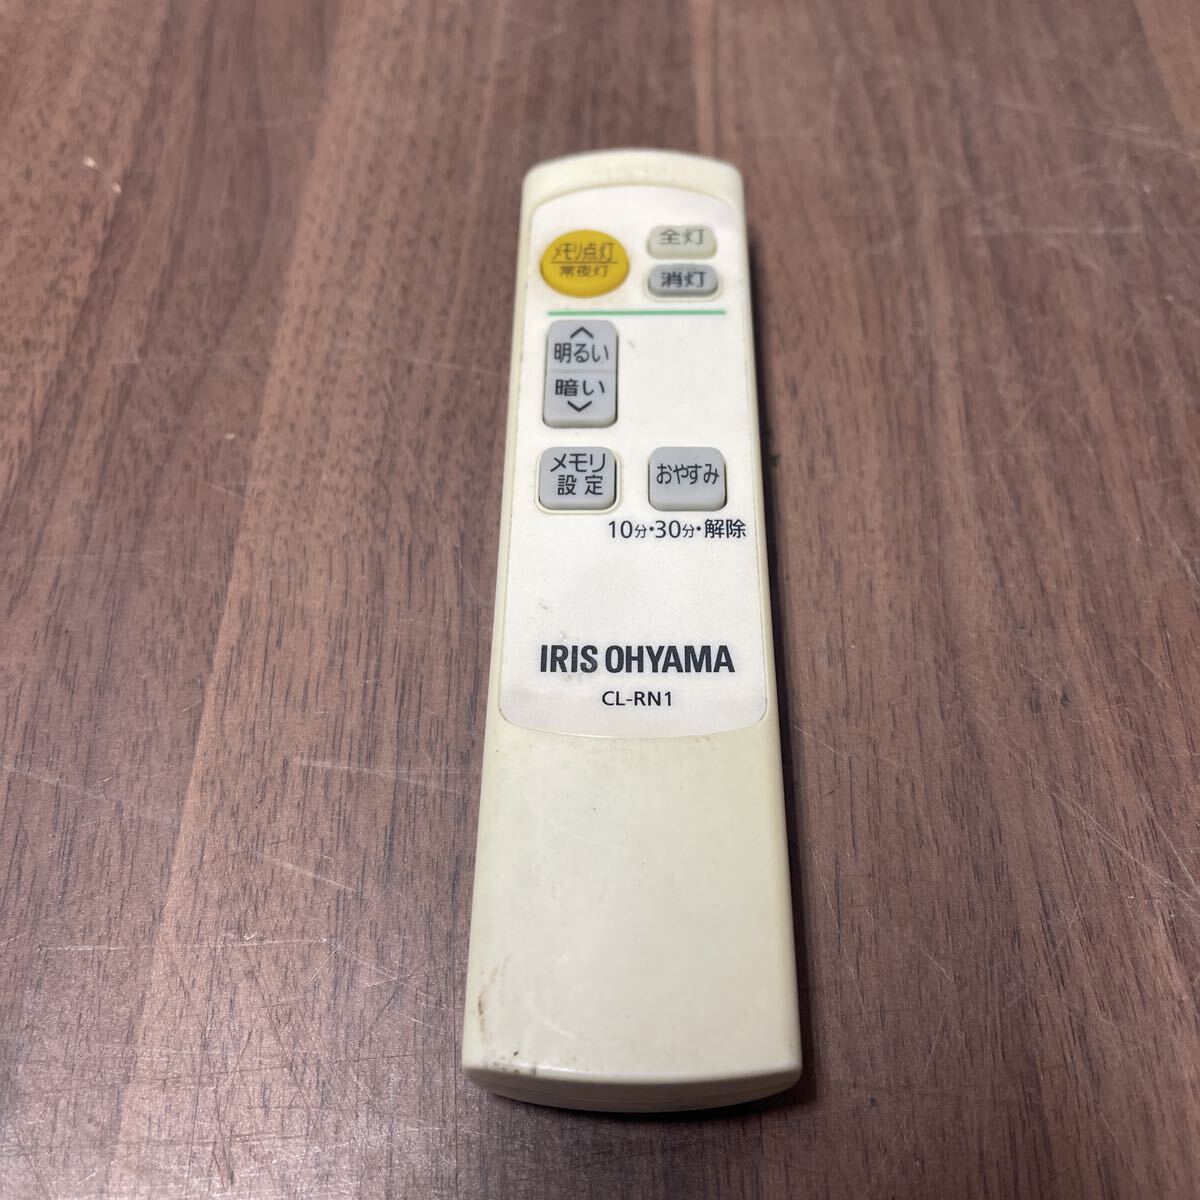 メモリ点灯
常夜灯
全灯
消灯
明るい
暗い
メモリ
設定
おやすみ
10分・30分・解除
IRIS OHYAMA
CL-RN1